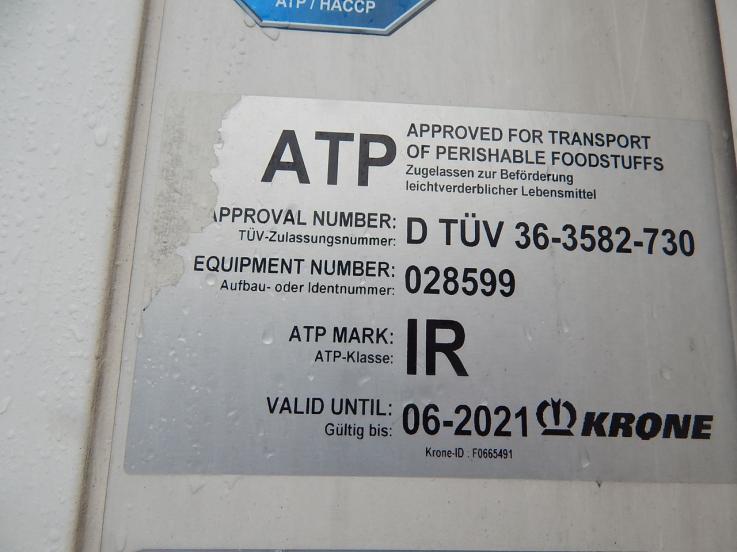 ATP / HACCP
ATP
APPROVED FOR TRANSPORT
OF PERISHABLE FOODSTUFFS
Zugelassen zur Beförderung
leichtverderblicher Lebensmittel
APPROVAL NUMBER: D TÜV 36-3582-730
TÜV-Zulassungsnummer:
EQUIPMENT NUMBER: 028599
Aufbau- oder Identnummer:
ATP MARK: IR
ATP-Klasse:
VALID UNTIL: 06-2021 KRONE
Gültig bis:
Krone-ID : F0665491